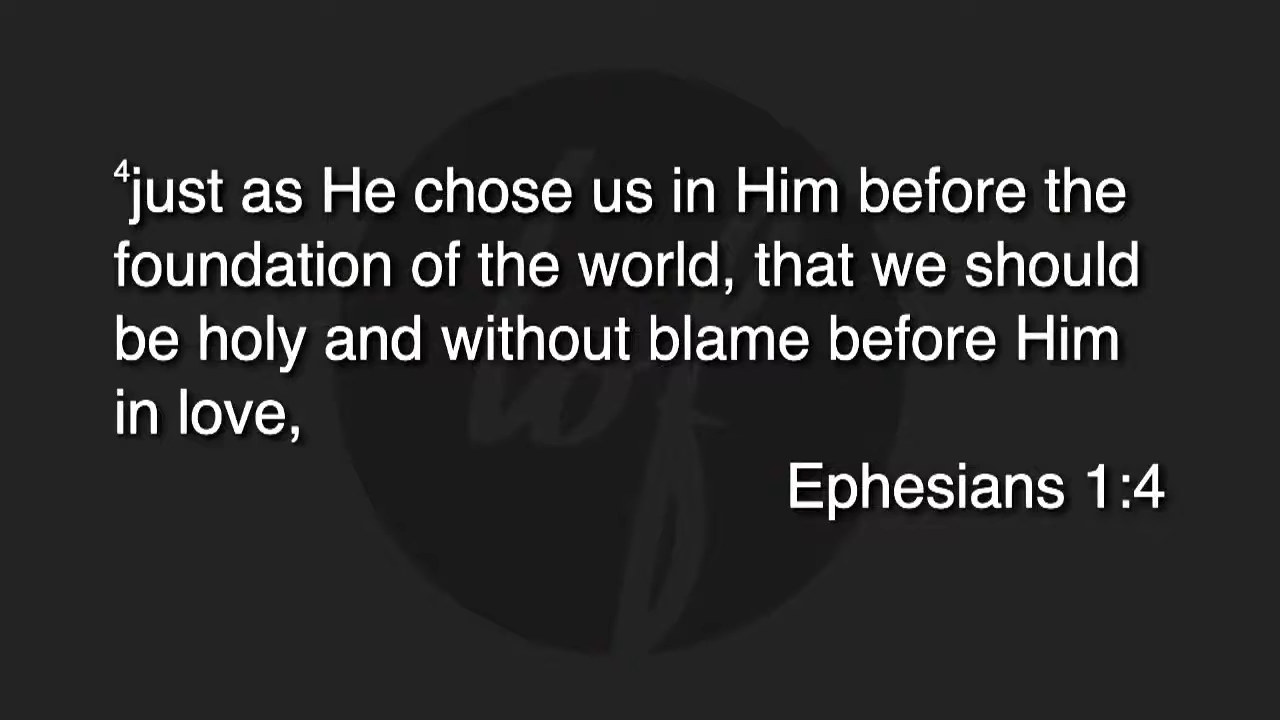 ⁴just as He chose us in Him before the
foundation of the world, that we should
be holy and without blame before Him
in love,
Ephesians 1:4
lof